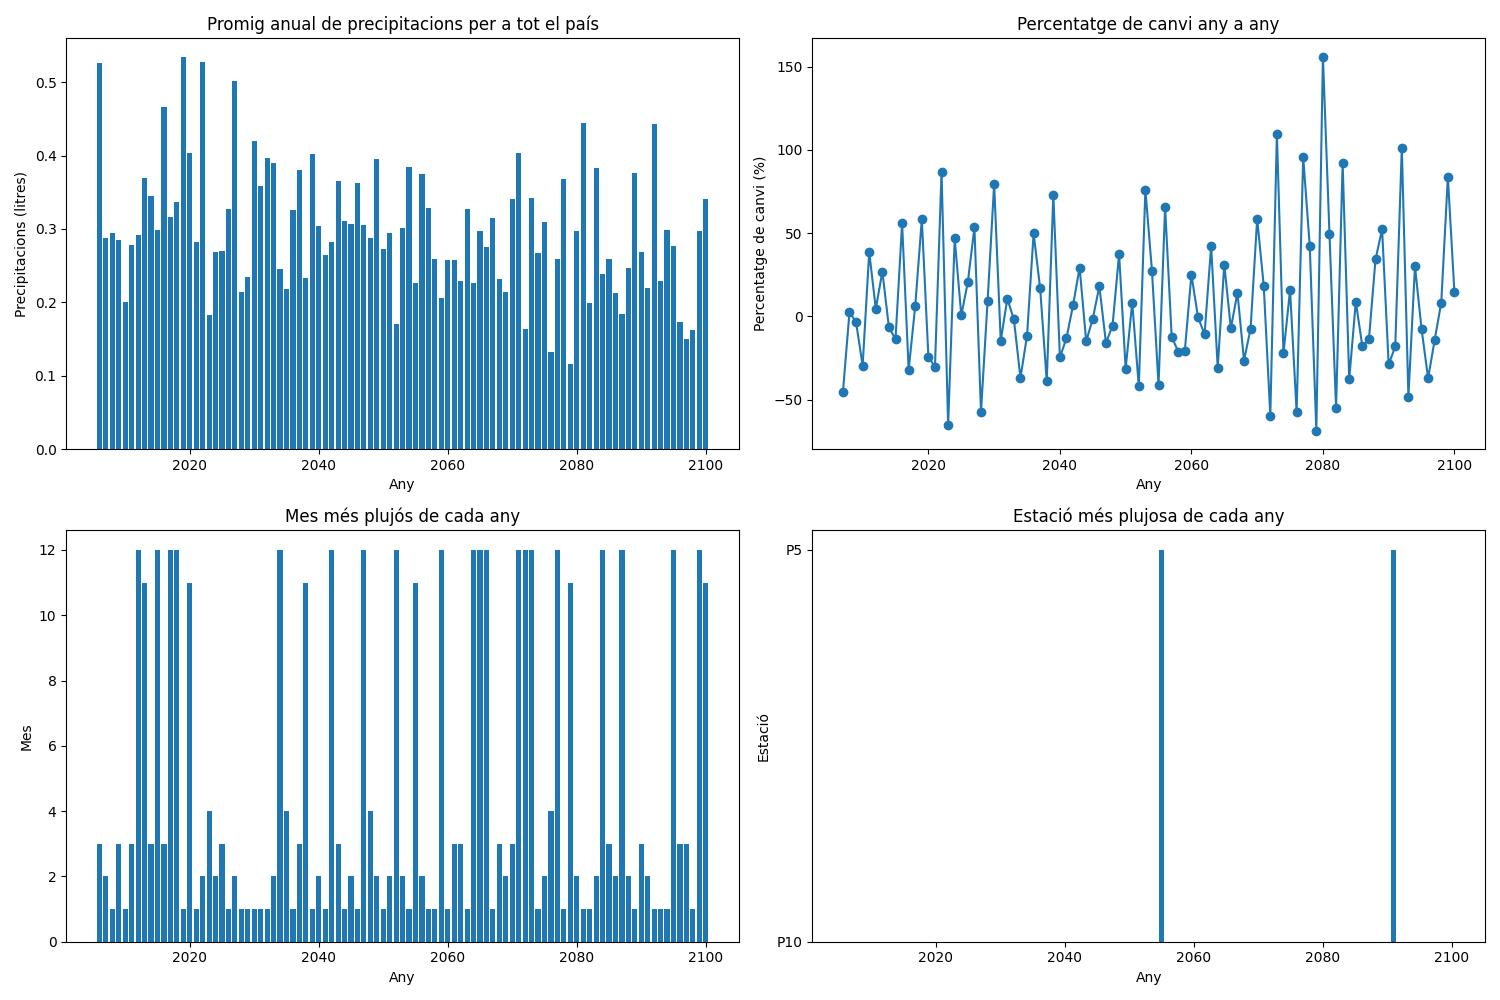 Promig anual de precipitacions per a tot el país
Precipitacions (litres)
0.5
0.4
0.3
0.2
0.1
0.0
2020 2040 2060 2080 2100
Any
Percentatge de canvi any a any
Percentatge de canvi (%)
150
100
50
0
−50
2020 2040 2060 2080 2100
Any
Mes més plujós de cada any
Mes
12
10
8
6
4
2
0
2020 2040 2060 2080 2100
Any
Estació més plujosa de cada any
Estació
P5
P10
2020 2040 2060 2080 2100
Any